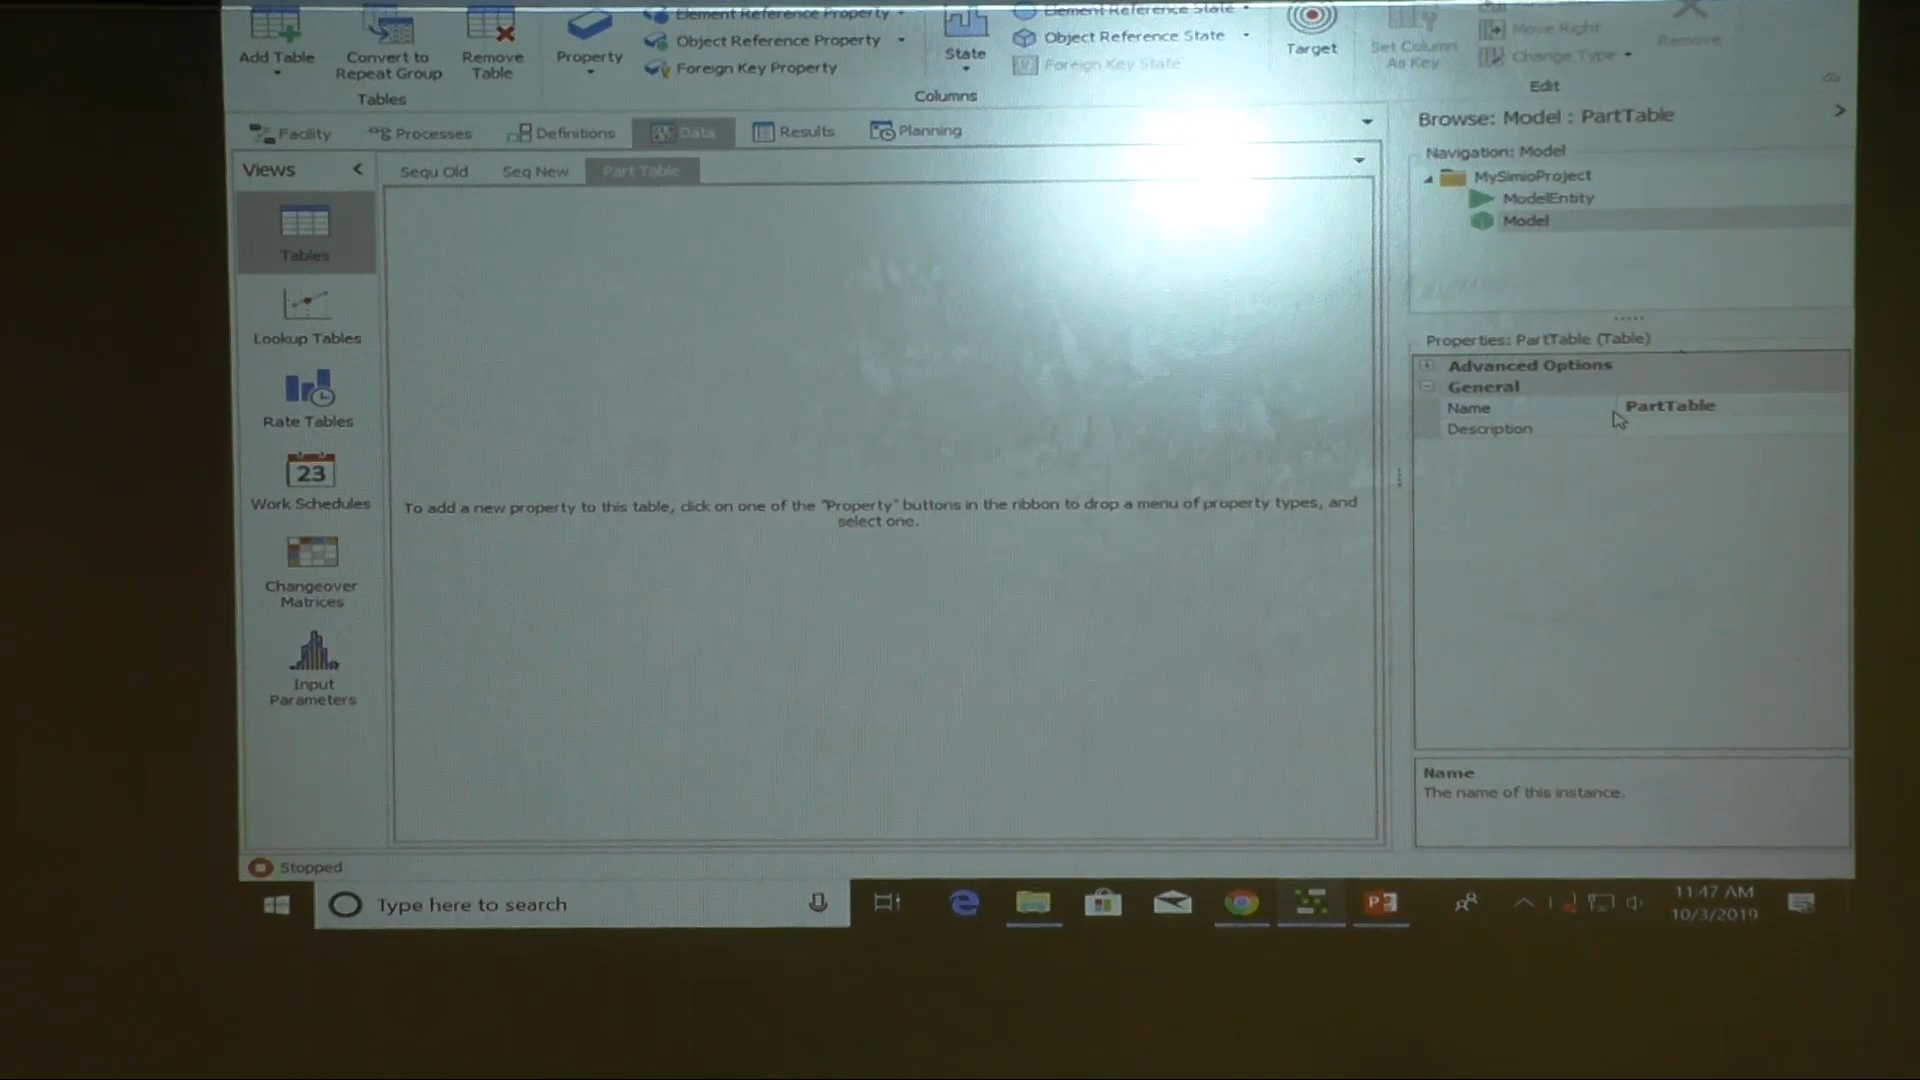 Element Reference Property
Element Reference State
Add Table
Convert to
Repeat Group
Remove
Table
Property
Object Reference Property
Foreign Key Property
State
Object Reference State
Foreign Key State
Target
Set Column
As Key
Move Right
Change Type
Remove
Tables
Columns
Edit
Facility
Processes
Definitions
Data
Results
Planning
Browse: Model : PartTable
Views
Sequ Old
Seq New
Part Table
Navigation: Model
MySimioProject
ModelEntity
Model
Tables
Lookup Tables
Rate Tables
23
Work Schedules
Changeover
Matrices
Input
Parameters
To add a new property to this table, click on one of the "Property" buttons in the ribbon to drop a menu of property types, and
select one.
Properties: PartTable (Table)
Advanced Options
General
Name PartTable
Description
Name
The name of this instance.
Stopped
Type here to search
11:47 AM
10/3/2019